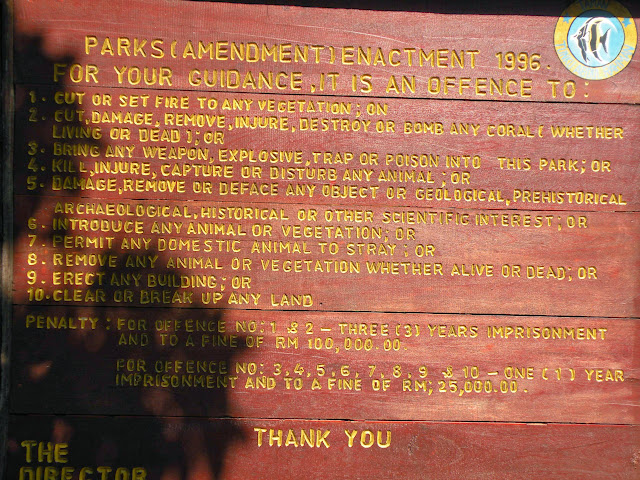 PARKS (AMENDMENT) ENACTMENT 1996.
FOR YOUR GUIDANCE, IT IS AN OFFENCE TO:
1. CUT OR SET FIRE TO ANY VEGETATION; ON
2. CUT, DAMAGE, REMOVE, INJURE, DESTROY OR BOMB ANY CORAL ( WHETHER
LIVING OR DEAD ); OR
3. BRING ANY WEAPON, EXPLOSIVE, TRAP OR POISON INTO THIS PARK; OR
4. KILL, INJURE, CAPTURE OR DISTURB ANY ANIMAL; OR
5. DAMAGE, REMOVE OR DEFACE ANY OBJECT OR GEOLOGICAL, PREHISTORICAL
ARCHAEOLOGICAL, HISTORICAL OR OTHER SCIENTIFIC INTEREST; OR
6. INTRODUCE ANY ANIMAL OR VEGETATION; OR
7. PERMIT ANY DOMESTIC ANIMAL TO STRAY; OR
8. REMOVE ANY ANIMAL OR VEGETATION WHETHER ALIVE OR DEAD; OR
9. ERECT ANY BUILDING; OR
10. CLEAR OR BREAK UP ANY LAND.
PENALTY: FOR OFFENCE NO: 1 & 2 – THREE (3) YEARS IMPRISONMENT
AND TO A FINE OF RM 100,000.00
FOR OFFENCE NO: 3, 4, 5, 6, 7, 8, 9 & 10 – ONE (1) YEAR
IMPRISONMENT AND TO A FINE OF RM; 25,000.00.
THANK YOU
THE
DIRECTOR